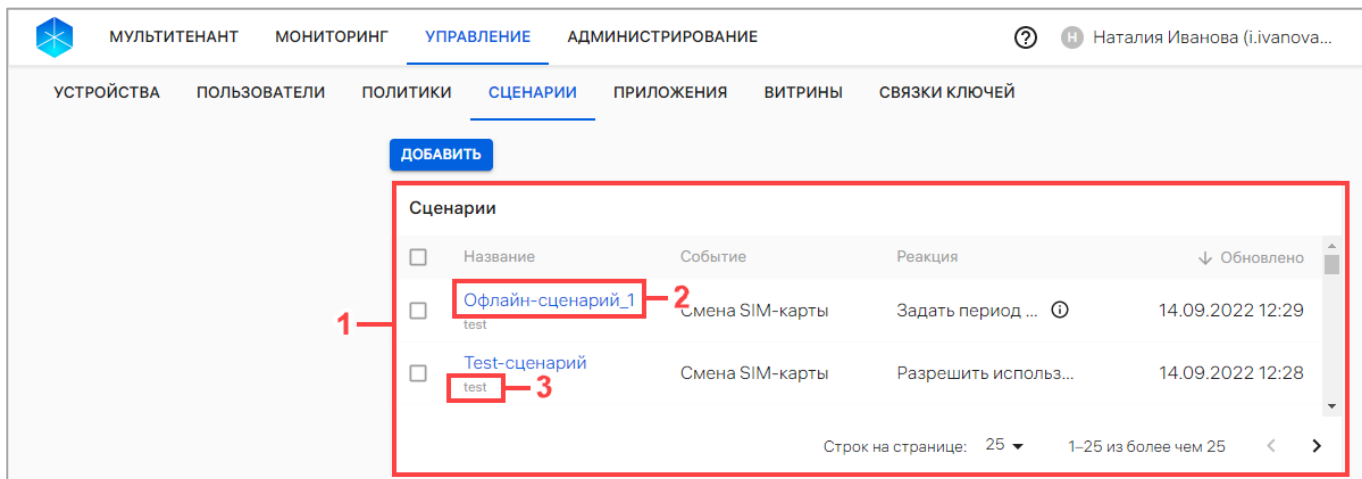 МУЛЬТИТЕНАНТ МОНИТОРИНГ УПРАВЛЕНИЕ АДМИНИСТРИРОВАНИЕ ? Н Наталия Иванова (i.ivanova...
УСТРОЙСТВА ПОЛЬЗОВАТЕЛИ ПОЛИТИКИ СЦЕНАРИИ ПРИЛОЖЕНИЯ ВИТРИНЫ СВЯЗКИ КЛЮЧЕЙ
ДОБАВИТЬ
Сценарии
Название Событие Реакция ↓ Обновлено
Офлайн-сценарий_1 2 Смена SIM-карты Задать период ... 14.09.2022 12:29
1 test
Test-сценарий Смена SIM-карты Разрешить использ... 14.09.2022 12:28
test 3
Строк на странице: 25 1–25 из более чем 25